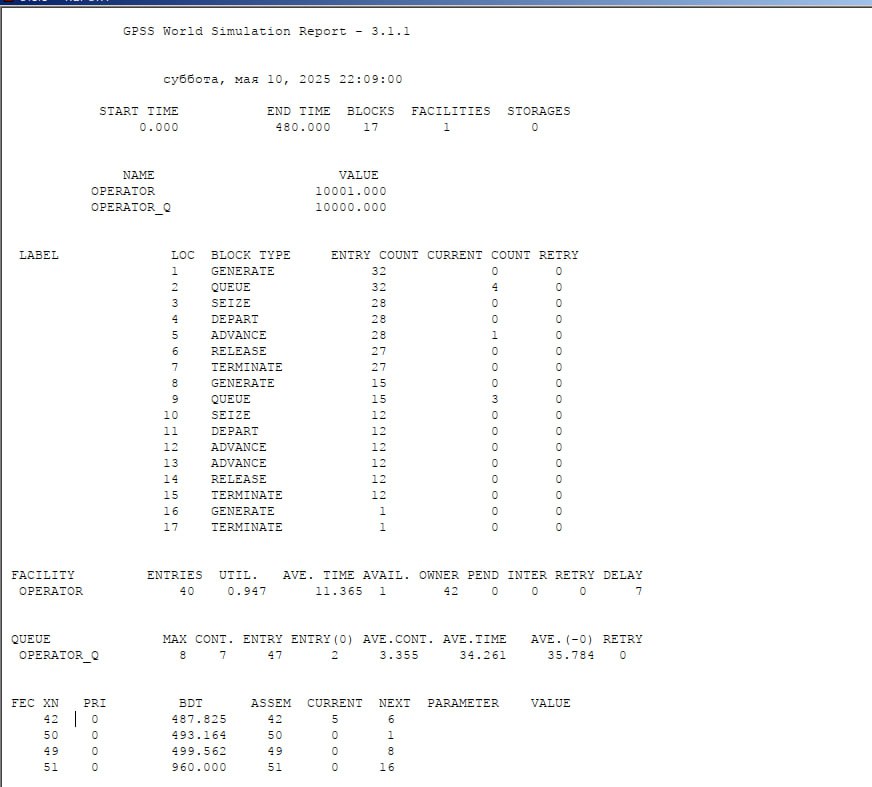 GPSS World Simulation Report - 3.1.1
суббота, мая 10, 2025 22:09:00
START TIME END TIME BLOCKS FACILITIES STORAGES
0.000 480.000 17 1 0
NAME VALUE
OPERATOR 10001.000
OPERATOR_Q 10000.000
LABEL LOC BLOCK TYPE ENTRY COUNT CURRENT COUNT RETRY
1 GENERATE 32 0 0
2 QUEUE 32 4 0
3 SEIZE 28 0 0
4 DEPART 28 0 0
5 ADVANCE 28 1 0
6 RELEASE 27 0 0
7 TERMINATE 27 0 0
8 GENERATE 15 0 0
9 QUEUE 15 3 0
10 SEIZE 12 0 0
11 DEPART 12 0 0
12 ADVANCE 12 0 0
13 ADVANCE 12 0 0
14 RELEASE 12 0 0
15 TERMINATE 12 0 0
16 GENERATE 1 0 0
17 TERMINATE 1 0 0
FACILITY ENTRIES UTIL. AVE. TIME AVAIL. OWNER PEND INTER RETRY DELAY
OPERATOR 40 0.947 11.365 1 42 0 0 0 7
QUEUE MAX CONT. ENTRY ENTRY(0) AVE.CONT. AVE.TIME AVE.(-0) RETRY
OPERATOR_Q 8 7 47 2 3.355 34.261 35.784 0
FEC XN PRI BDT ASSEM CURRENT NEXT PARAMETER VALUE
42 0 487.825 42 5 6
50 0 493.164 50 0 1
49 0 499.562 49 0 8
51 0 960.000 51 0 16